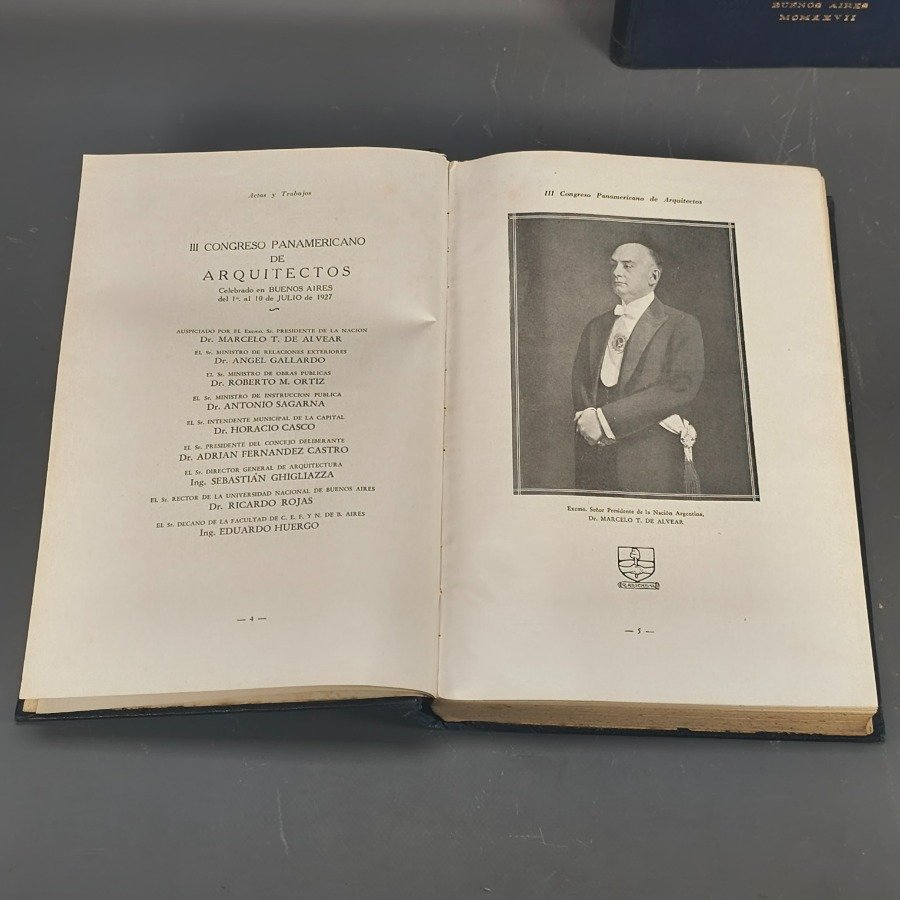 BUENOS AIRES
MCMXXVII
Actas y Trabajos
III CONGRESO PANAMERICANO
DE
ARQUITECTOS
Celebrado en BUENOS AIRES
del 1º. al 10 de JULIO de 1927
AUSPICIADO POR EL Exemo. Sr. PRESIDENTE DE LA NACION
Dr. MARCELO T. DE ALVEAR
EL Sr. MINISTRO DE RELACIONES EXTERIORES
Dr. ANGEL GALLARDO
EL Sr. MINISTRO DE OBRAS PUBLICAS
Dr. ROBERTO M. ORTIZ
EL Sr. MINISTRO DE INSTRUCCION PUBLICA
Dr. ANTONIO SAGARNA
EL Sr. INTENDENTE MUNICIPAL DE LA CAPITAL
Dr. HORACIO CASCO
EL Sr. PRESIDENTE DEL CONCEJO DELIBERANTE
Dr. ADRIAN FERNANDEZ CASTRO
EL Sr. DIRECTOR GENERAL DE ARQUITECTURA
Ing. SEBASTIÁN GHIGLIAZZA
EL Sr. RECTOR DE LA UNIVERSIDAD NACIONAL DE BUENOS AIRES
Dr. RICARDO ROJAS
EL Sr. DECANO DE LA FACULTAD DE C. E. F. Y N. DE B. AIRES
Ing. EDUARDO HUERGO
— 4 —
III Congreso Panamericano de Arquitectos
Exemo. Señor Presidente de la Nación Argentina,
Dr. MARCELO T. DE ALVEAR
— 5 —